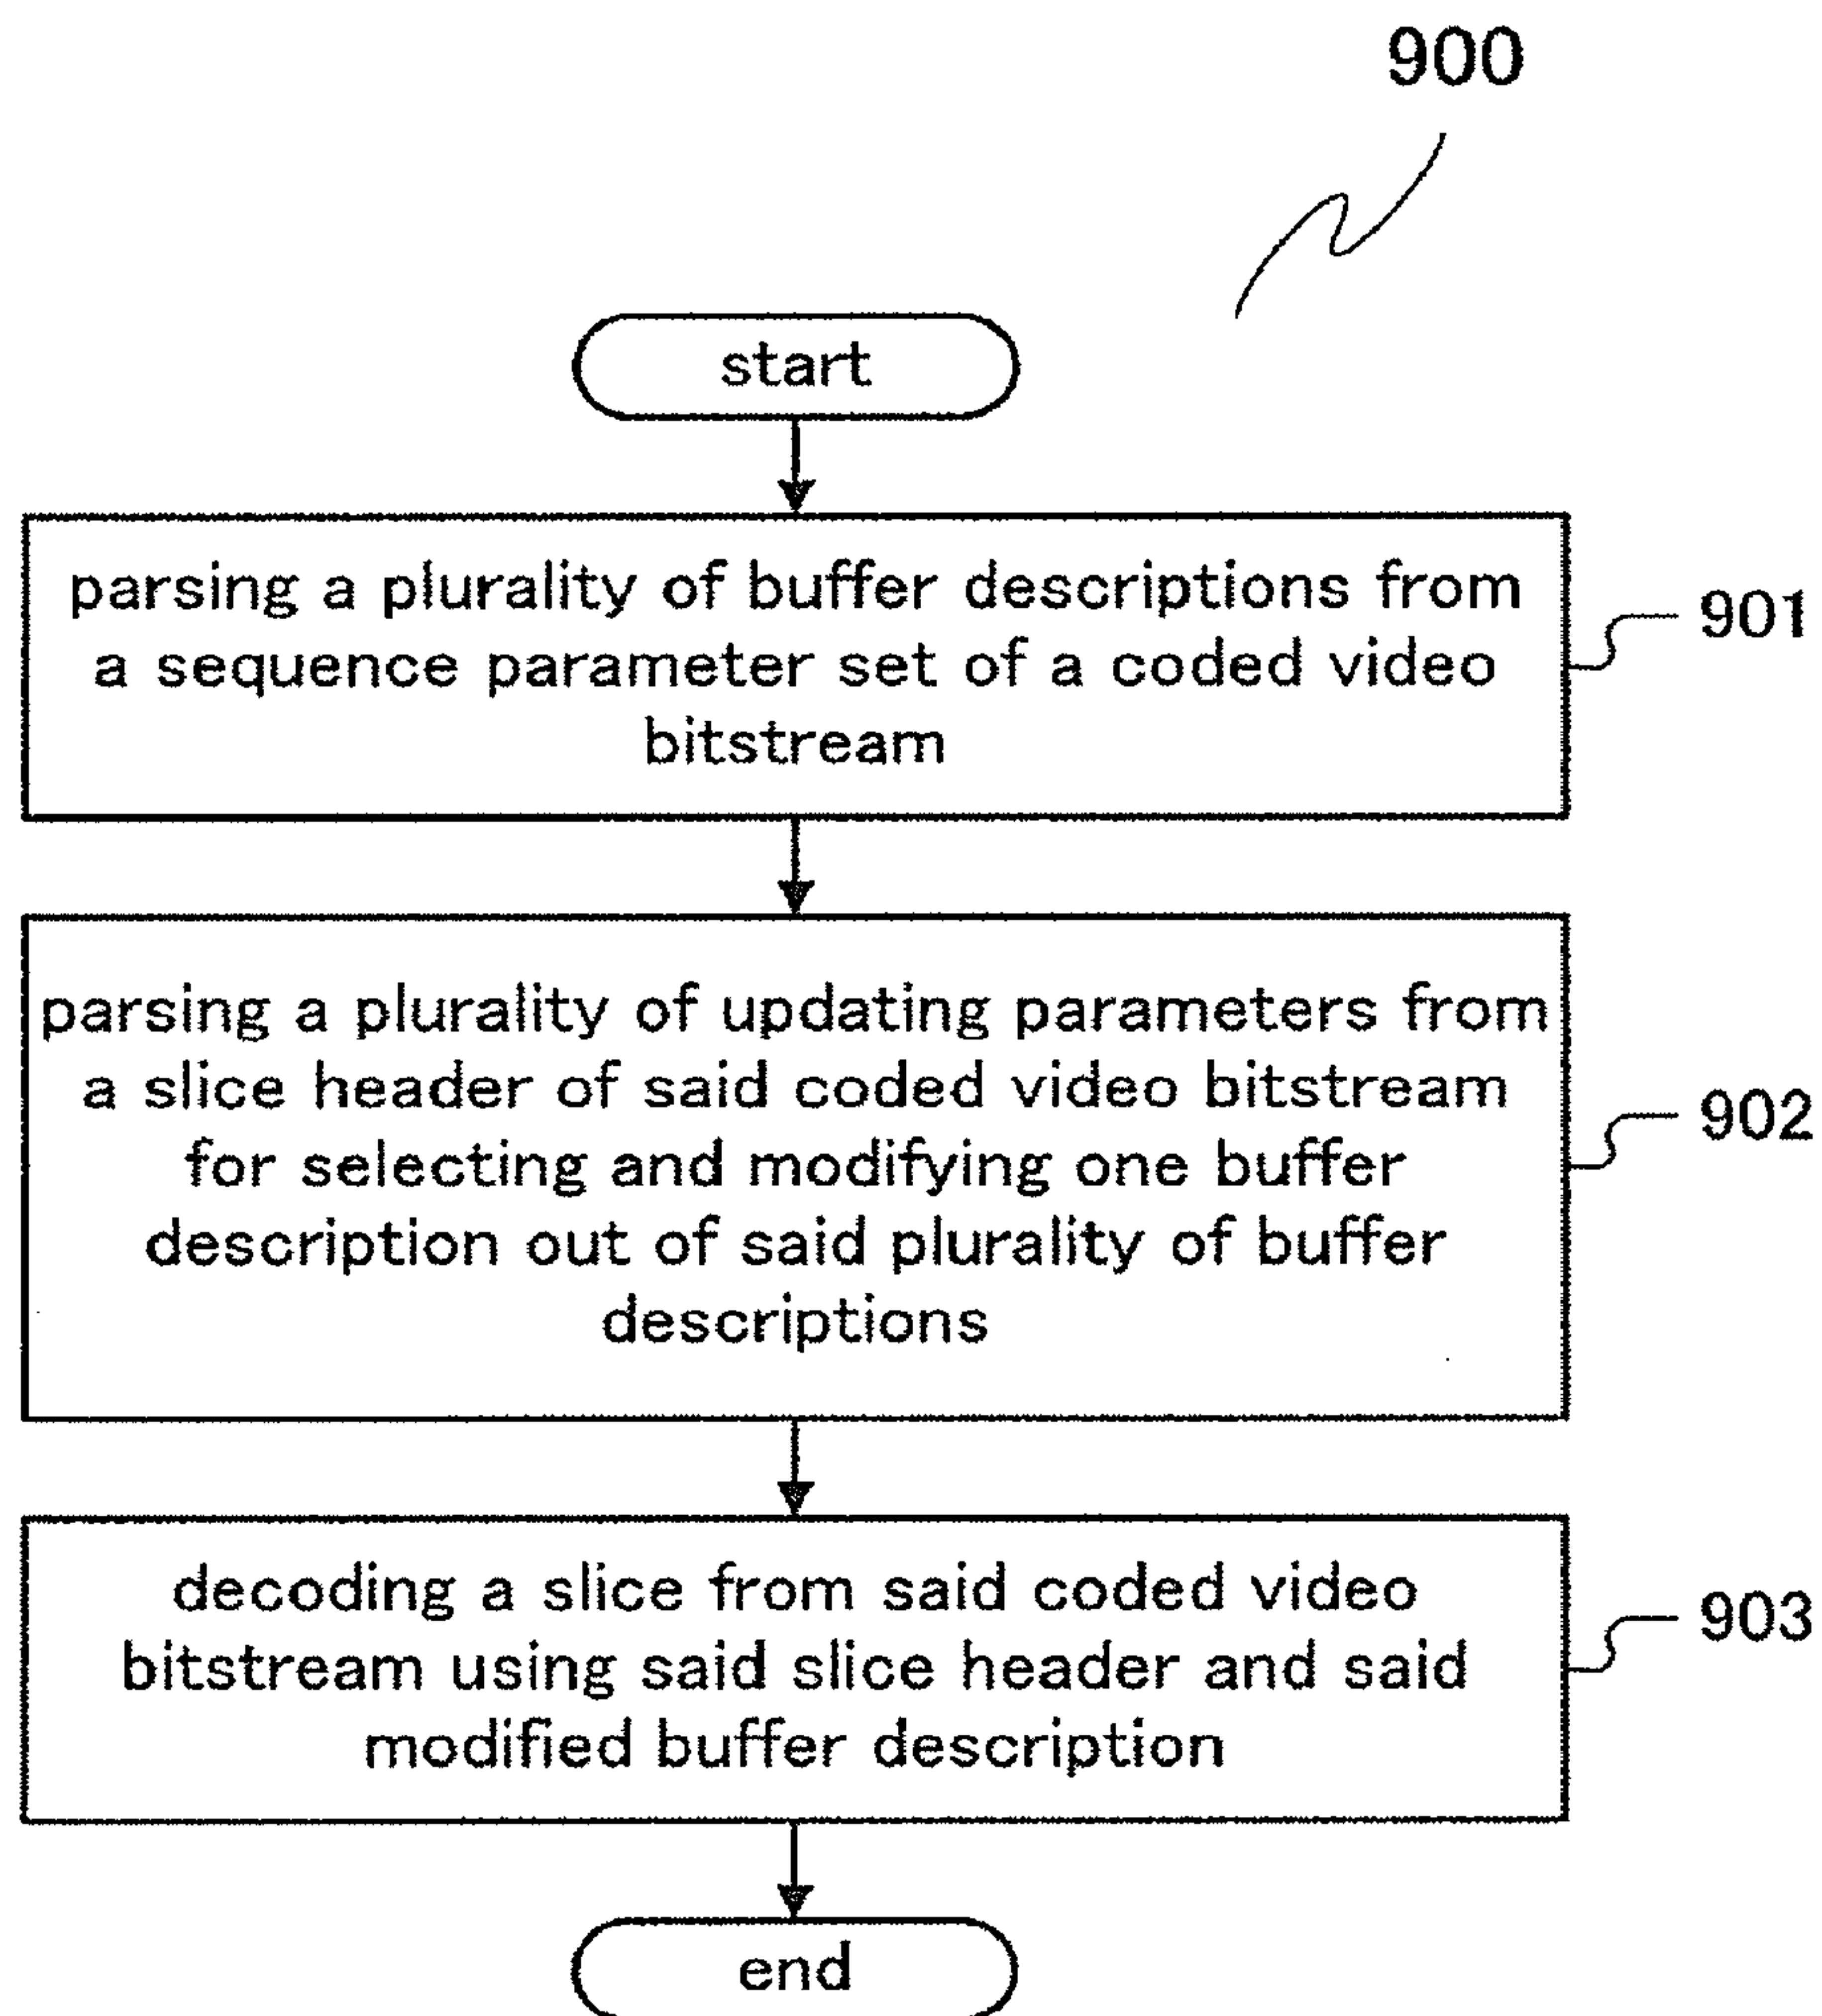 900
start
parsing a plurality of buffer descriptions from
a sequence parameter set of a coded video
bitstream
901
parsing a plurality of updating parameters from
a slice header of said coded video bitstream
for selecting and modifying one buffer
description out of said plurality of buffer
descriptions
902
decoding a slice from said coded video
bitstream using said slice header and said
modified buffer description
903
end